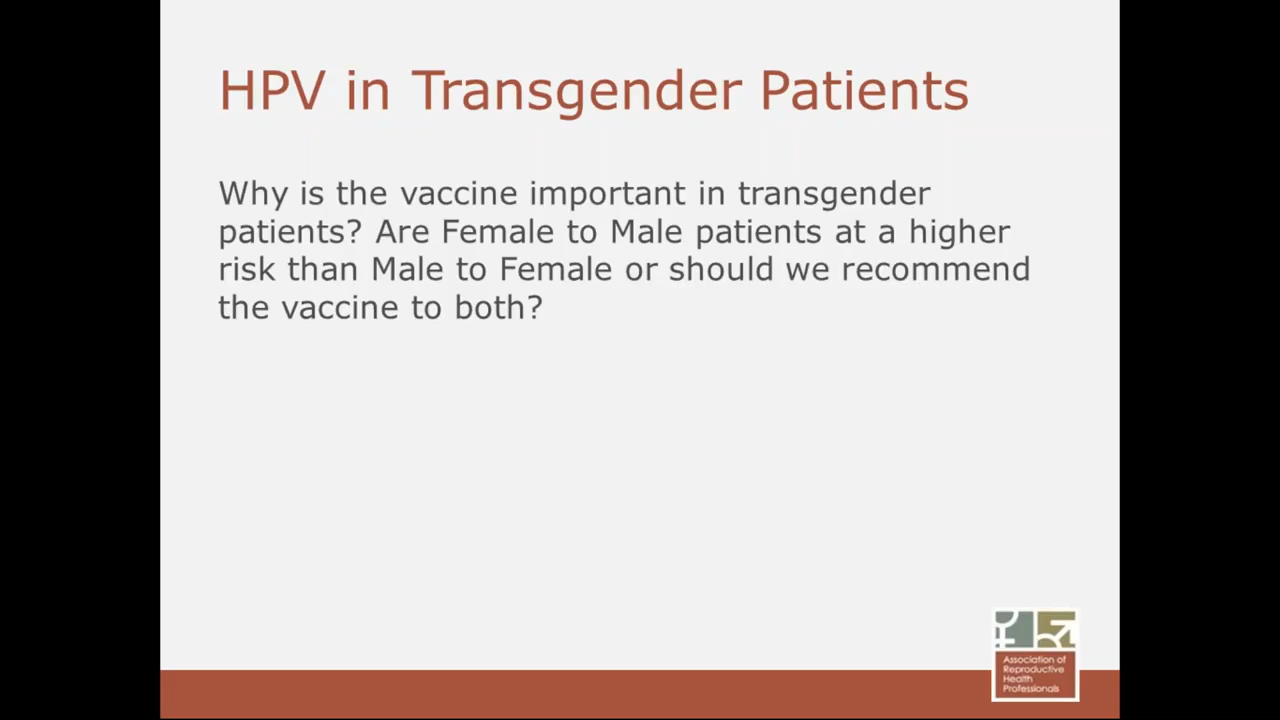 HPV in Transgender Patients
Why is the vaccine important in transgender
patients? Are Female to Male patients at a higher
risk than Male to Female or should we recommend
the vaccine to both?
Association of
Reproductive
Health
Professionals